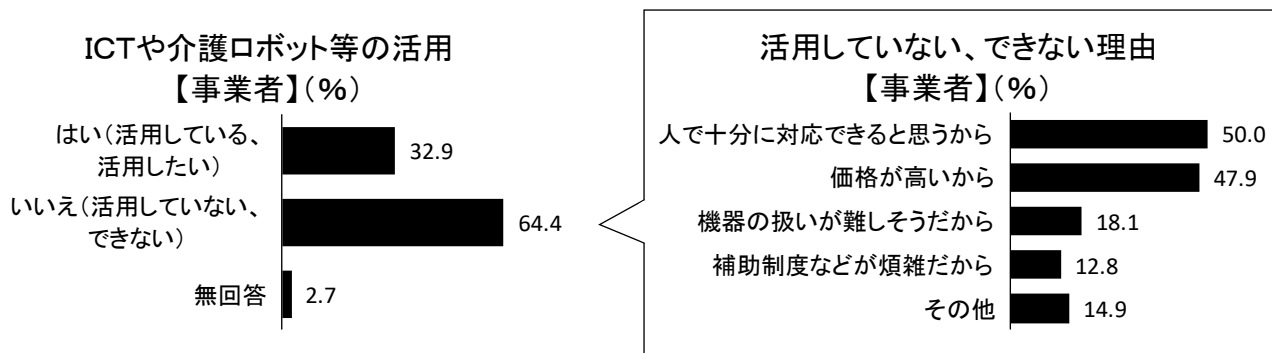 ICTや介護ロボット等の活用
【事業者】(%)
はい(活用している、
活用したい)
32.9
いいえ(活用していない、
できない)
64.4
無回答
2.7
活用していない、できない理由
【事業者】(%)
人で十分に対応できると思うから
50.0
価格が高いから
47.9
機器の扱いが難しそうだから
18.1
補助制度などが煩雑だから
12.8
その他
14.9